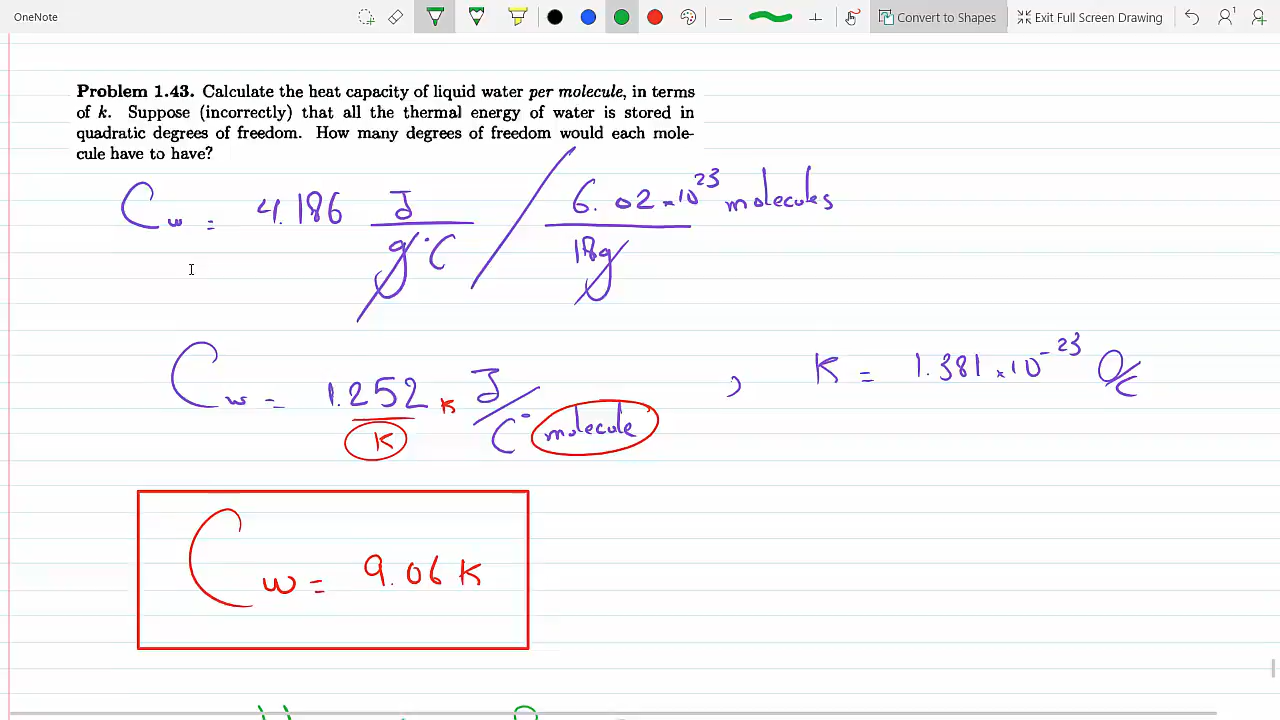 OneNote
Convert to Shapes
Exit Full Screen Drawing
Problem 1.43. Calculate the heat capacity of liquid water per molecule, in terms
of k. Suppose (incorrectly) that all the thermal energy of water is stored in
quadratic degrees of freedom. How many degrees of freedom would each mole-
cule have to have?
C_w = 4.186 J/(g°C) / (6.02 × 10^23 molecules/18g)
C_w = 1.252/K K J/(C° molecule) , K = 1.381 × 10^-23 J/C
C_w = 9.06 K